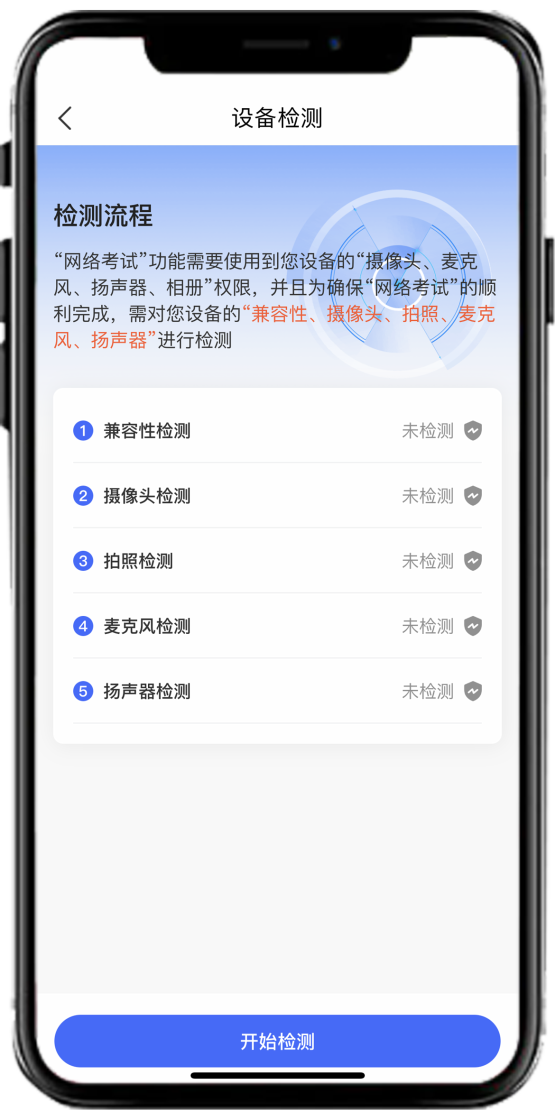 设备检测
检测流程
“网络考试”功能需要使用到您设备的“摄像头、麦克
风、扬声器、相册”权限，并且为确保“网络考试”的顺
利完成，需对您设备的“兼容性、摄像头、拍照、麦克
风、扬声器”进行检测
1 兼容性检测 未检测
2 摄像头检测 未检测
3 拍照检测 未检测
4 麦克风检测 未检测
5 扬声器检测 未检测
开始检测